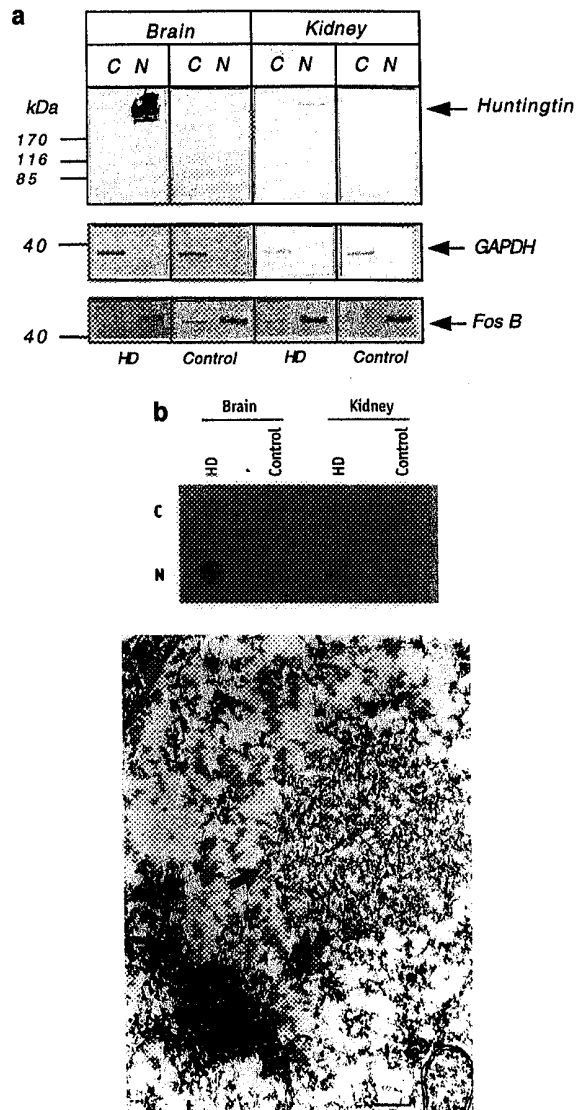 a
Brain Kidney
C N C N C N C N
kDa
Huntingtin
170
116
85
40
GAPDH
Fos B
40
HD Control HD Control
b
Brain Kidney
HD Control HD Control
C
N